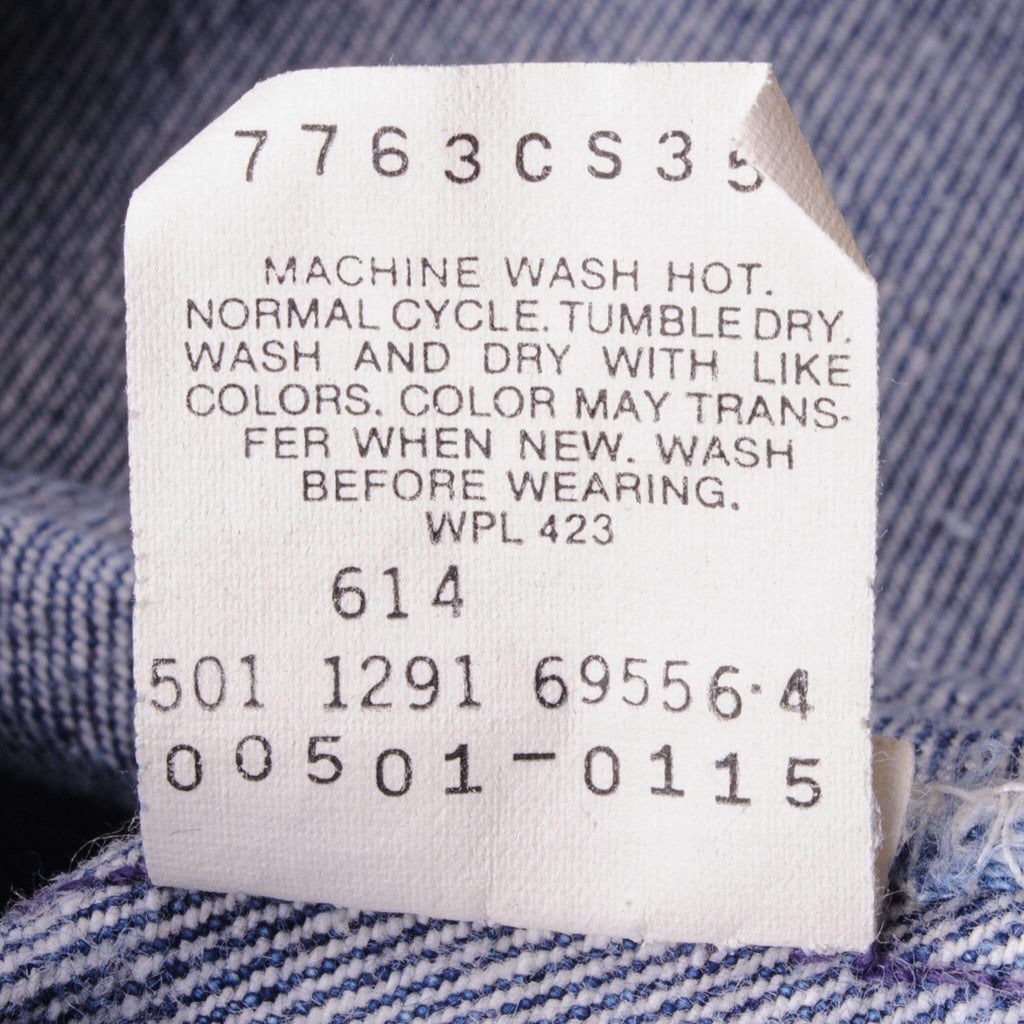 7763CS35
MACHINE WASH HOT.
NORMAL CYCLE. TUMBLE DRY.
WASH AND DRY WITH LIKE
COLORS. COLOR MAY TRANS-
FER WHEN NEW. WASH
BEFORE WEARING.
WPL 423
614
501 1291 69556·4
00501-0115